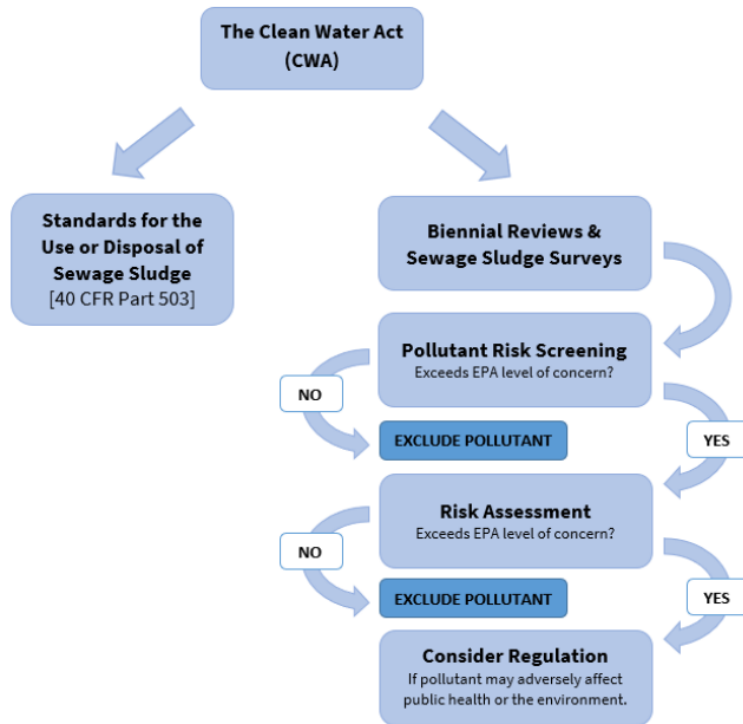 The Clean Water Act
(CWA)
Standards for the
Use or Disposal of
Sewage Sludge
[40 CFR Part 503]
Biennial Reviews &
Sewage Sludge Surveys
Pollutant Risk Screening
Exceeds EPA level of concern?
NO
EXCLUDE POLLUTANT
YES
Risk Assessment
Exceeds EPA level of concern?
NO
EXCLUDE POLLUTANT
YES
Consider Regulation
If pollutant may adversely affect
public health or the environment.